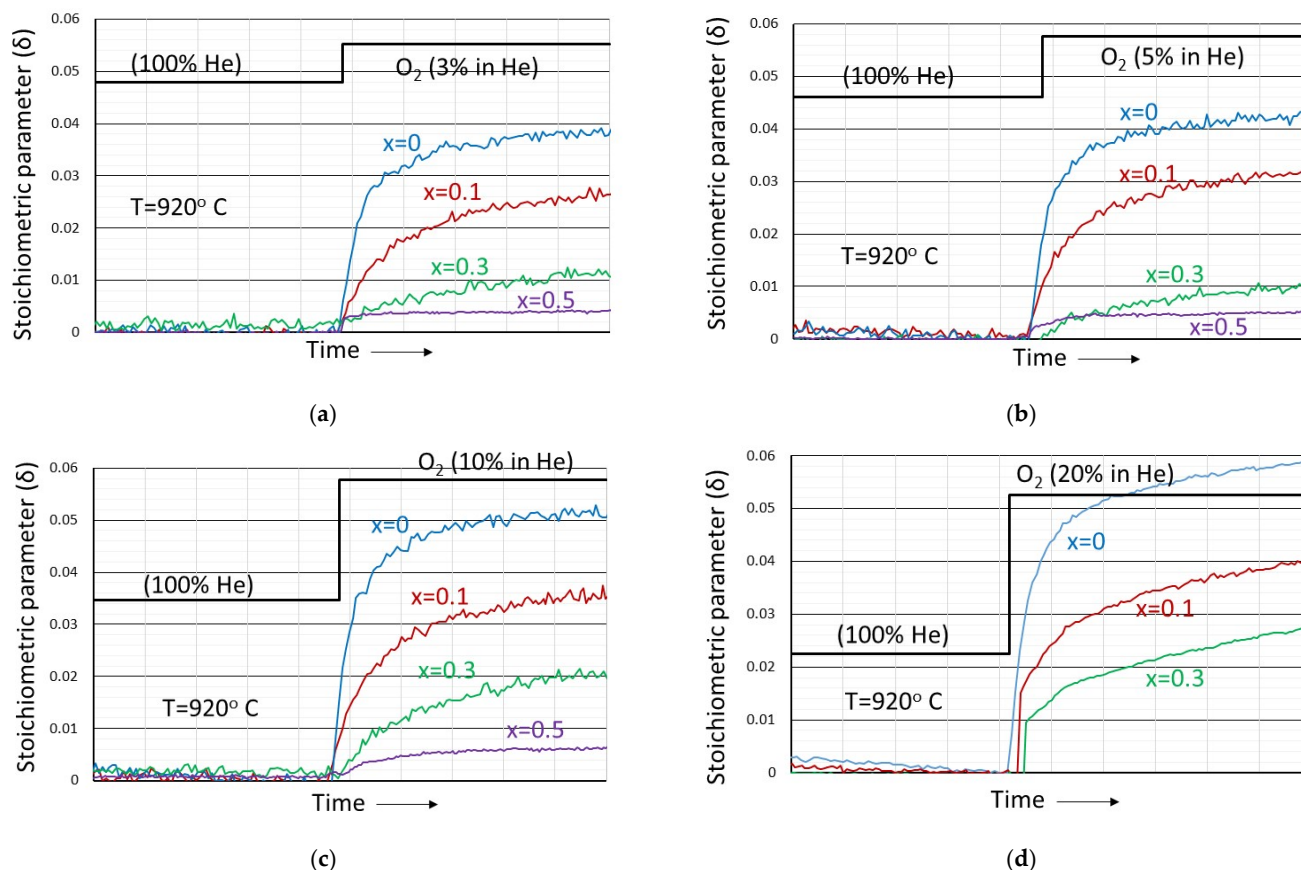 Stoichiometric parameter (δ)
0.06
0.05
0.04
0.03
0.02
0.01
0
(100% He)
O₂ (3% in He)
x=0
x=0.1
T=920° C
x=0.3
x=0.5
Time
(a)
Stoichiometric parameter (δ)
0.06
0.05
0.04
0.03
0.02
0.01
0
(100% He)
O₂ (5% in He)
x=0
x=0.1
T=920° C
x=0.3
x=0.5
Time
(b)
Stoichiometric parameter (δ)
0.06
0.05
0.04
0.03
0.02
0.01
0
O₂ (10% in He)
x=0
(100% He)
x=0.1
x=0.3
T=920° C
x=0.5
Time
(c)
Stoichiometric parameter (δ)
0.06
0.05
0.04
0.03
0.02
0.01
0
O₂ (20% in He)
x=0
x=0.1
(100% He)
x=0.3
T=920° C
Time
(d)